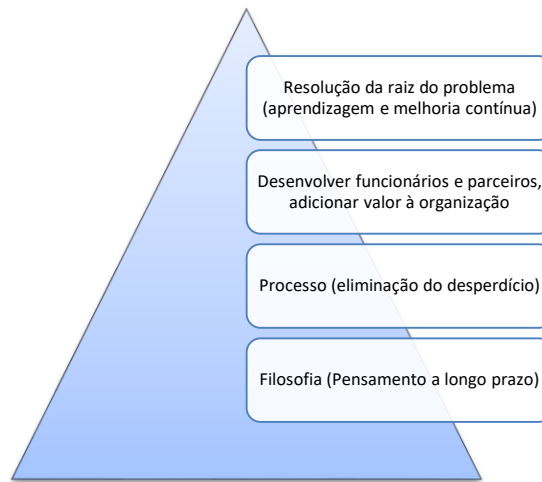 Resolução da raiz do problema
(aprendizagem e melhoria contínua)
Desenvolver funcionários e parceiros,
adicionar valor à organização
Processo (eliminação do desperdício)
Filosofia (Pensamento a longo prazo)